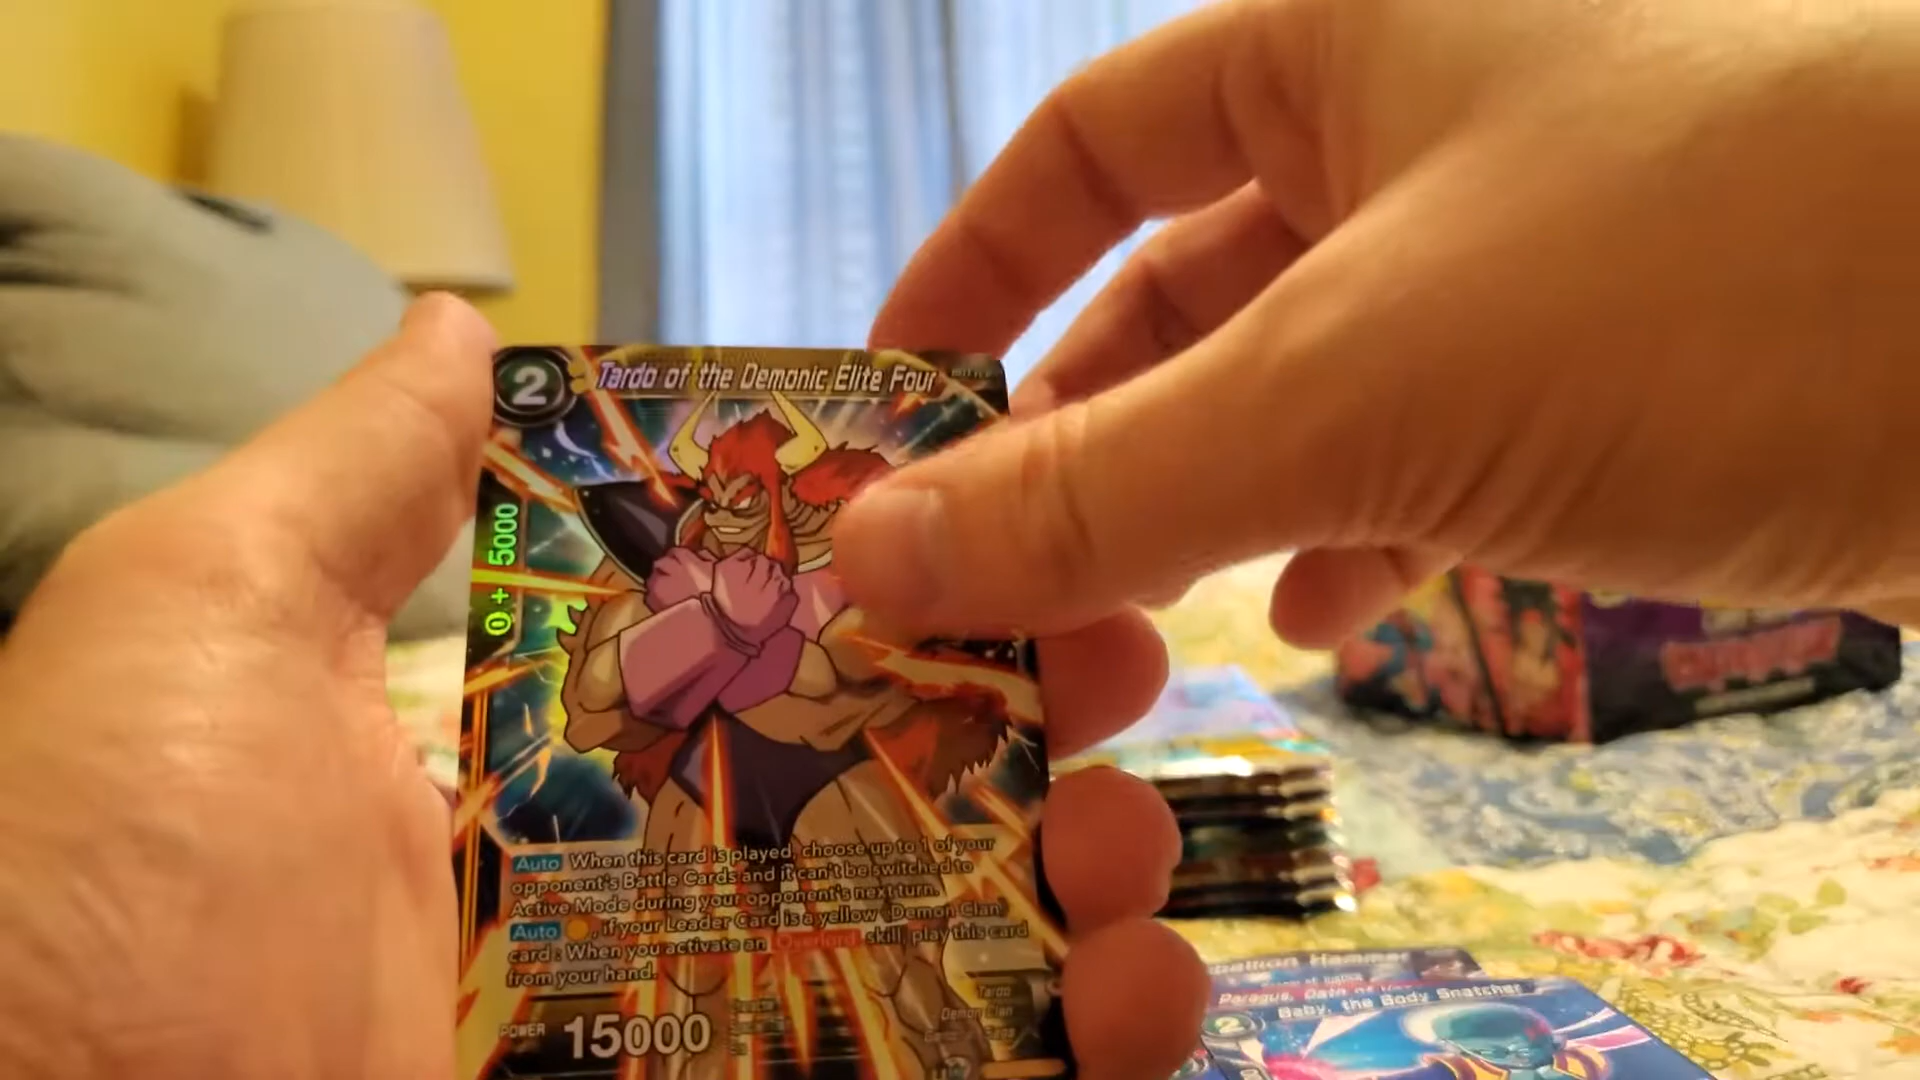 2
Tardo of the Demonic Elite Four
0 + 5000
Auto When this card is played, choose up to 1 of your
opponent's Battle Cards and it can't be switched to
Active Mode during your opponent's next turn.
Auto , if your Leader Card is a yellow 《Demon Clan》
card : When you activate an Overlord skill, play this card
from your hand.
POWER 15000
Tardo
Demon Clan
Saga
Hammer
Paragus,
Baby, the Body Snatcher
2